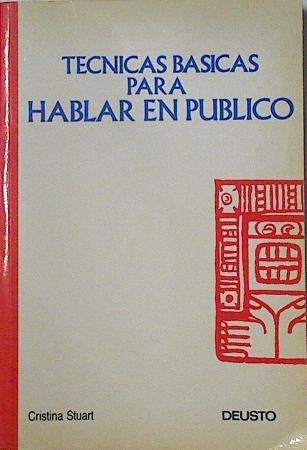 TECNICAS BASICAS
PARA
HABLAR EN PUBLICO
Cristina Stuart
DEUSTO